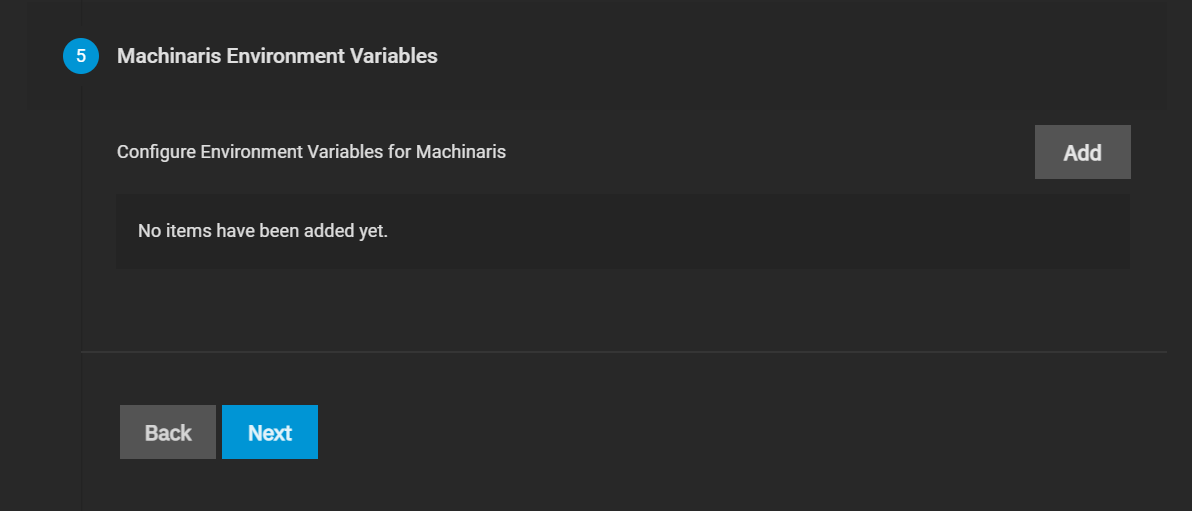 5
Machinaris Environment Variables
Configure Environment Variables for Machinaris
Add
No items have been added yet.
Back
Next